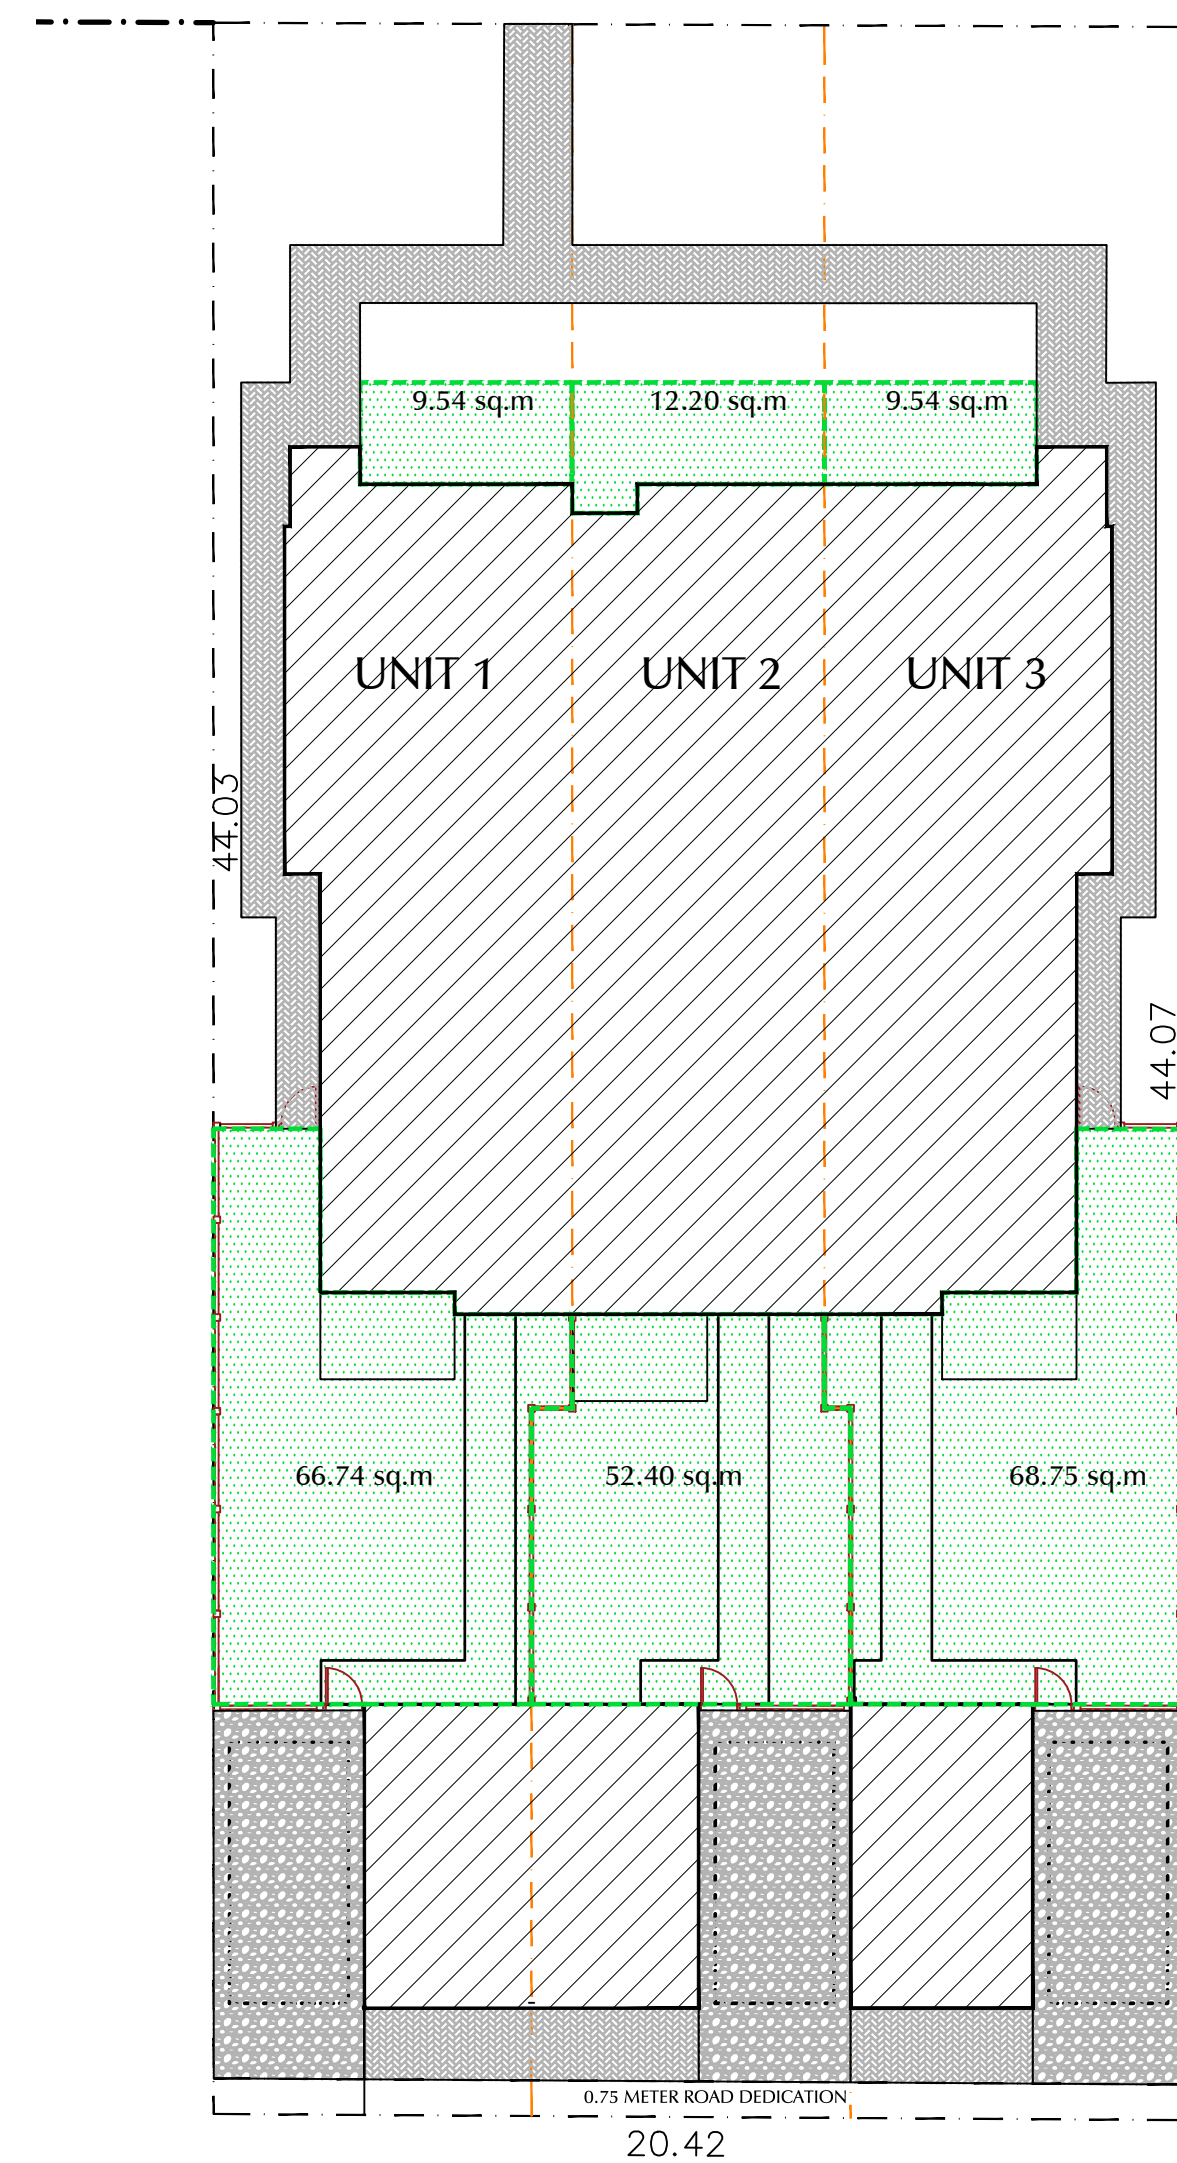 9.54 sq.m
12.20 sq.m
9.54 sq.m
UNIT 1
UNIT 2
UNIT 3
44.03
44.07
66.74 sq.m
52.40 sq.m
68.75 sq.m
0.75 METER ROAD DEDICATION
20.42